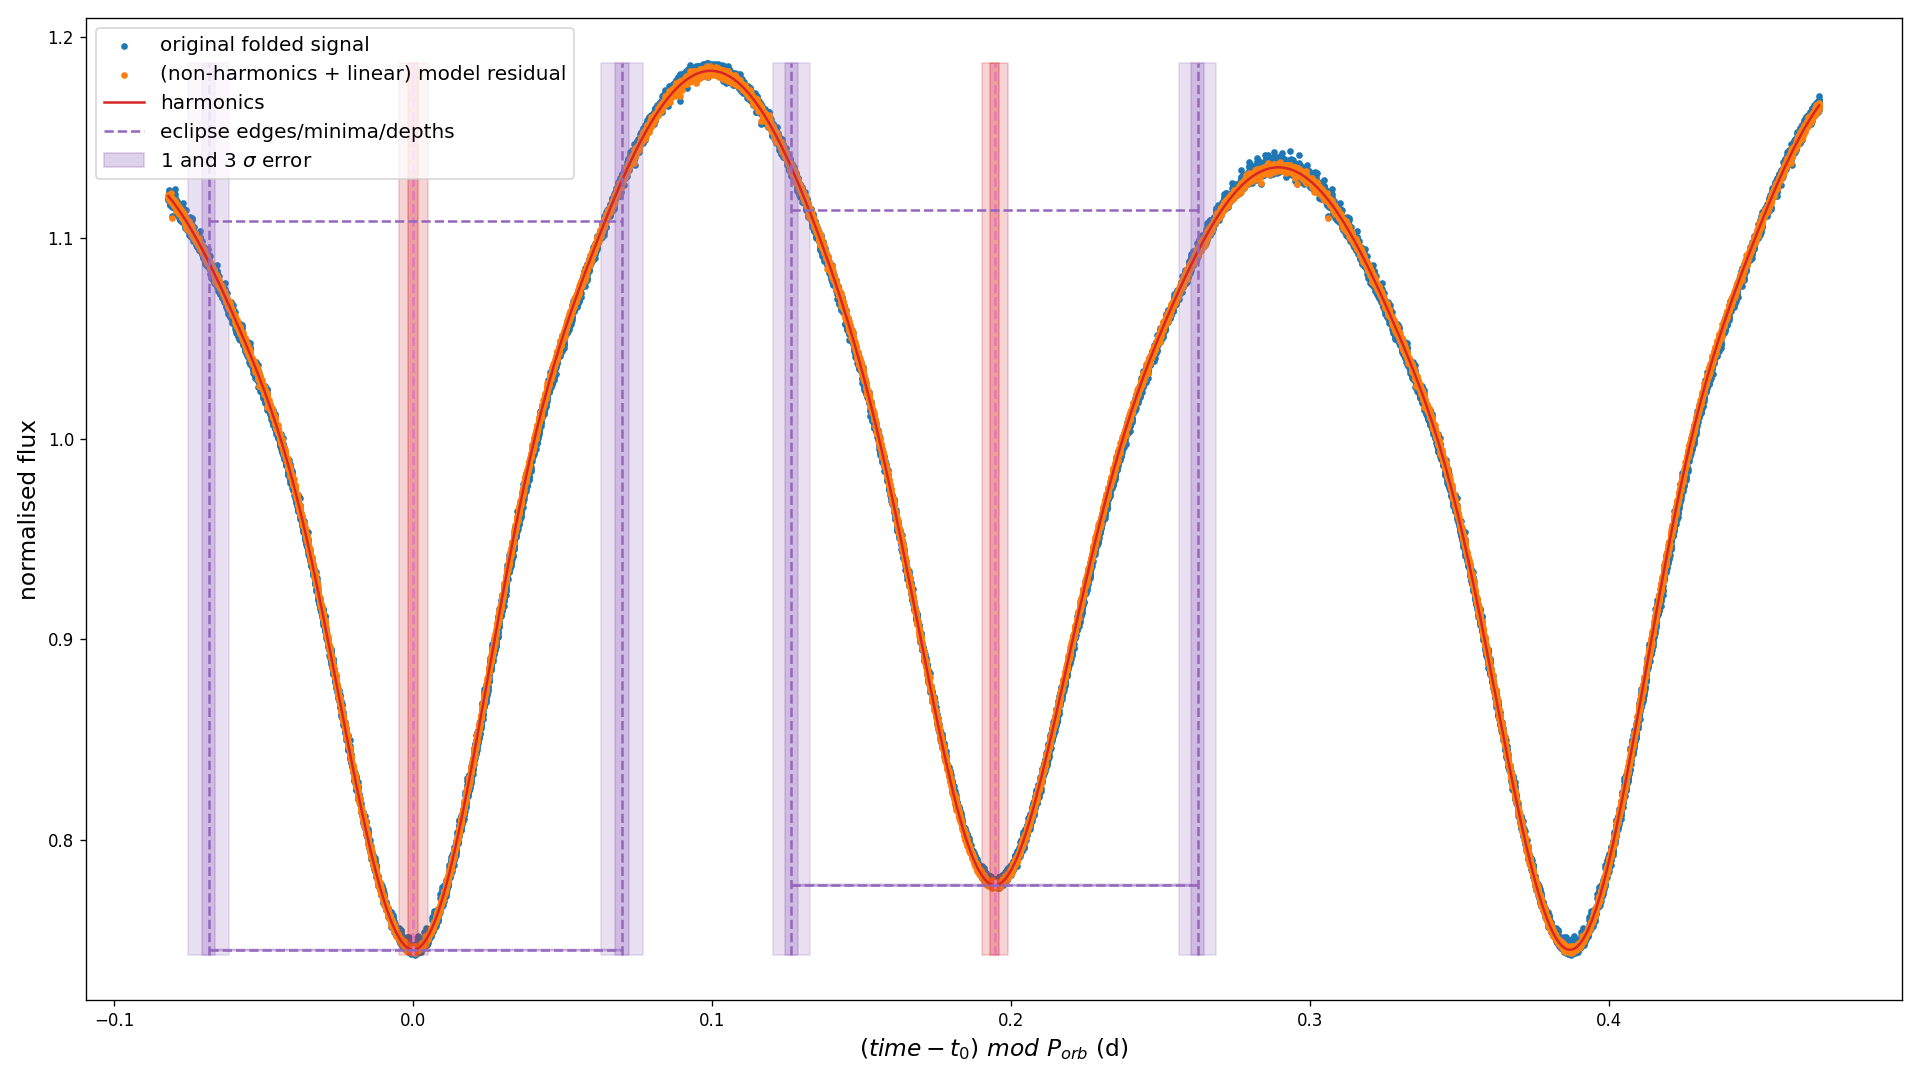 original folded signal
(non-harmonics + linear) model residual
harmonics
eclipse edges/minima/depths
1 and 3 σ error
normalised flux
1.2
1.1
1.0
0.9
0.8
−0.1 0.0 0.1 0.2 0.3 0.4
(time − t₀) mod Pₒᵣb (d)